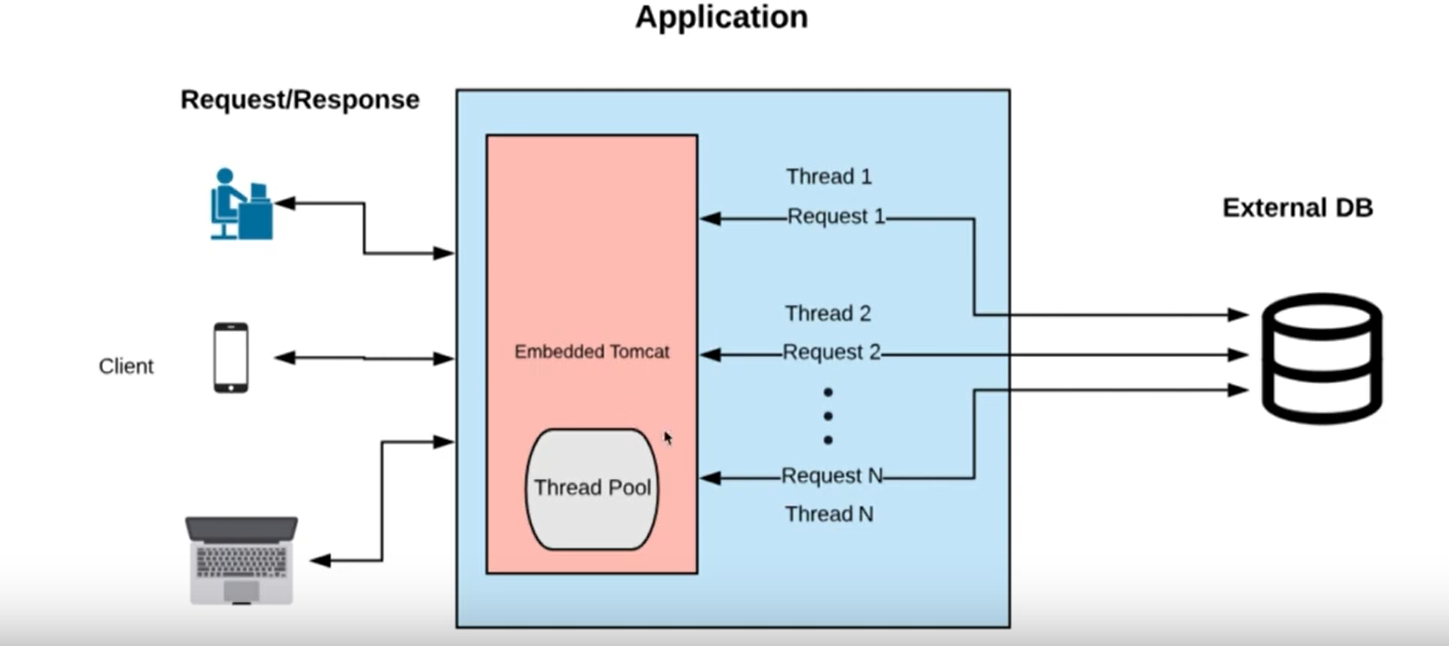 Application
Request/Response
Client
Embedded Tomcat
Thread Pool
Thread 1
Request 1
Thread 2
Request 2
Request N
Thread N
External DB